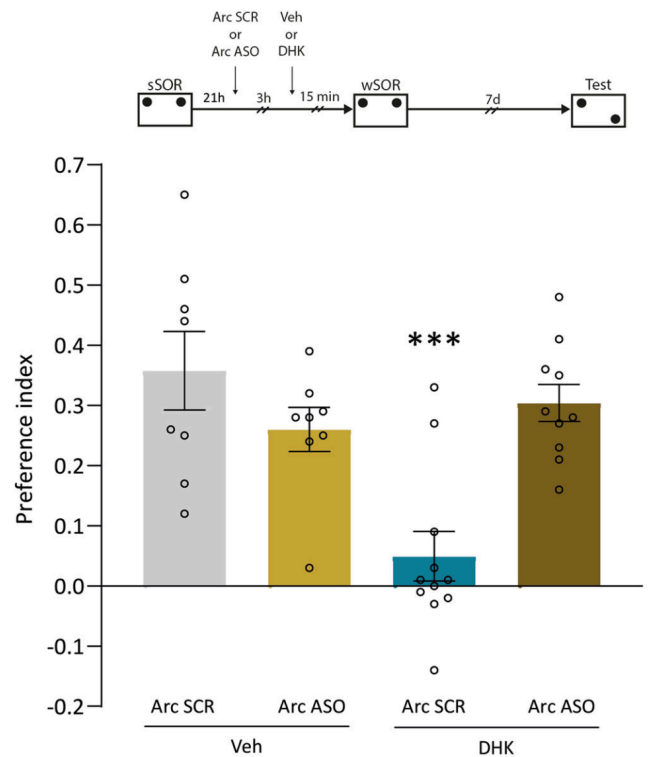 Arc SCR
or
Arc ASO
Veh
or
DHK
sSOR
21h
3h
15 min
wSOR
7d
Test
Preference index
0.7
0.6
0.5
0.4
0.3
0.2
0.1
0.0
-0.1
-0.2
***
Arc SCR
Arc ASO
Arc SCR
Arc ASO
Veh
DHK